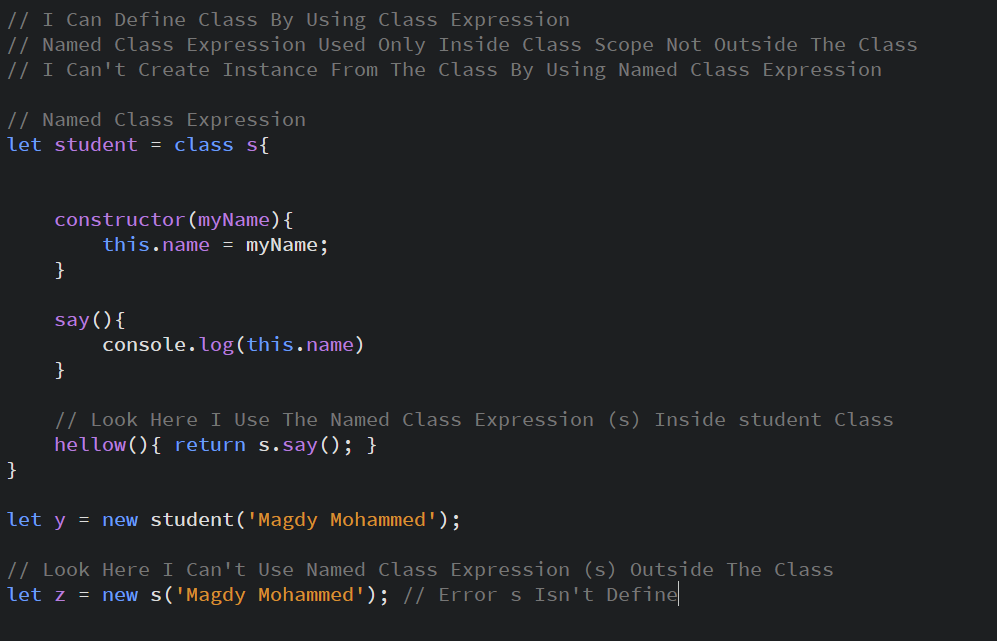 // I Can Define Class By Using Class Expression
// Named Class Expression Used Only Inside Class Scope Not Outside The Class
// I Can't Create Instance From The Class By Using Named Class Expression
// Named Class Expression
let student = class s{
constructor(myName){
this.name = myName;
}
say(){
console.log(this.name)
}
// Look Here I Use The Named Class Expression (s) Inside student Class
hellow(){ return s.say(); }
}
let y = new student('Magdy Mohammed');
// Look Here I Can't Use Named Class Expression (s) Outside The Class
let z = new s('Magdy Mohammed'); // Error s Isn't Define